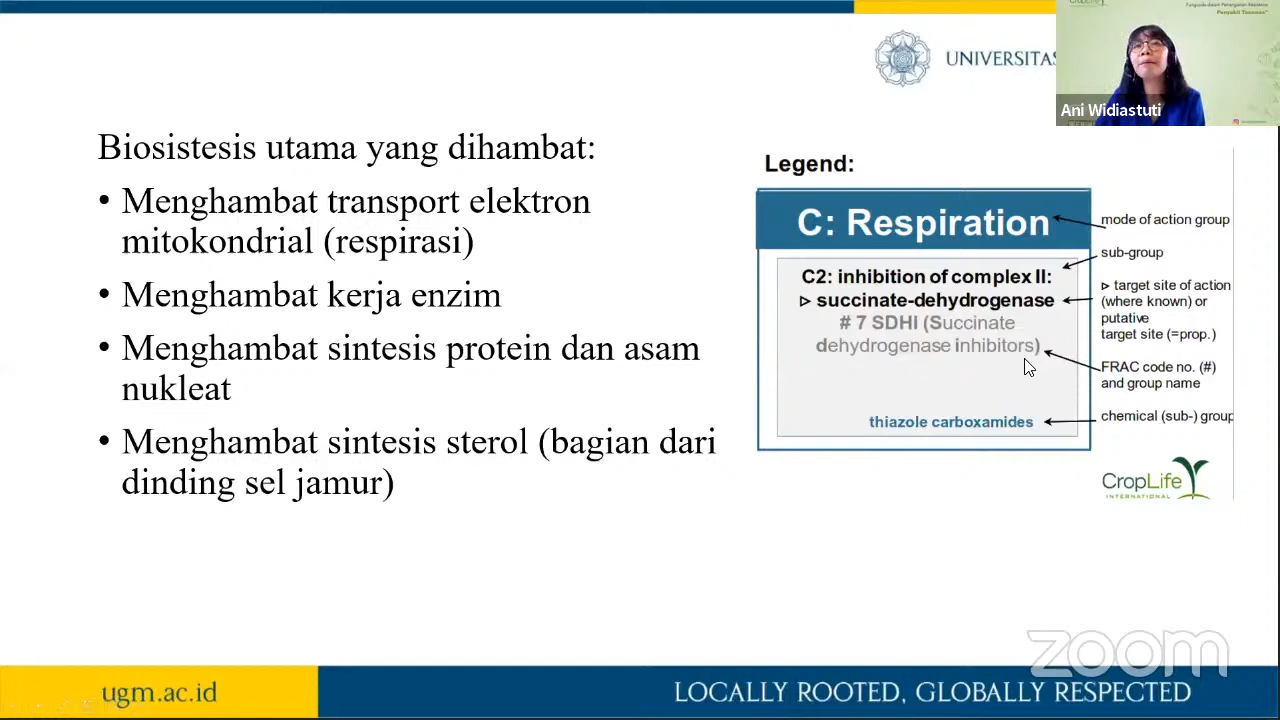 UNIVERSITAS
CropLife
Penyakit Tanaman"
Ani Widiastuti
Biosistesis utama yang dihambat:
• Menghambat transport elektron
mitokondrial (respirasi)
• Menghambat kerja enzim
• Menghambat sintesis protein dan asam
nukleat
• Menghambat sintesis sterol (bagian dari
dinding sel jamur)
Legend:
C: Respiration
C2: inhibition of complex II:
succinate-dehydrogenase
# 7 SDHI (Succinate
dehydrogenase inhibitors)
thiazole carboxamides
mode of action group
sub-group
target site of action
(where known) or
putative
target site (=prop.)
FRAC code no. (#)
and group name
chemical (sub-) group
CropLife
INTERNATIONAL
zoom
ugm.ac.id
LOCALLY ROOTED, GLOBALLY RESPECTED